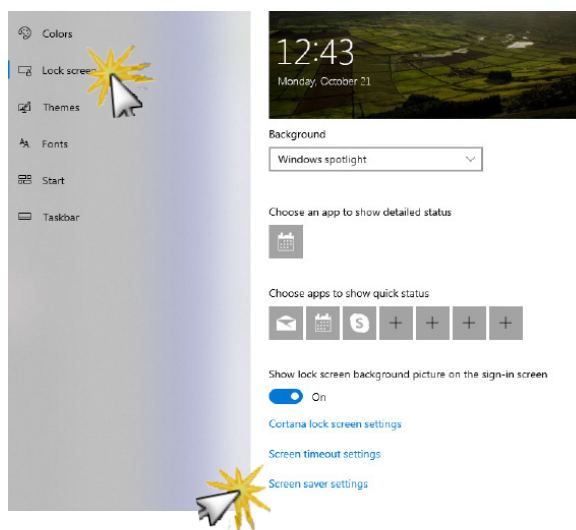 Colors
Lock screen
Themes
Fonts
Start
Taskbar
12:43
Monday, October 21
Background
Windows spotlight
Choose an app to show detailed status
Choose apps to show quick status
Show lock screen background picture on the sign-in screen
On
Cortana lock screen settings
Screen timeout settings
Screen saver settings